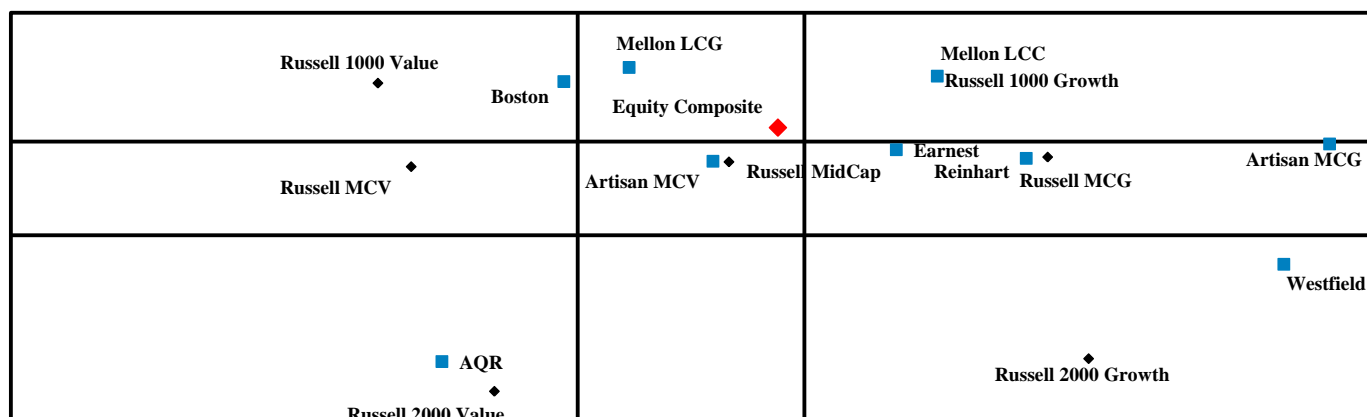 Mellon LCG
Mellon LCC
Russell 1000 Value
Russell 1000 Growth
Boston
Equity Composite
Earnest
Artisan MCG
Russell MidCap
Reinhart
Artisan MCV
Russell MCV
Russell MCG
Westfield
AQR
Russell 2000 Growth
Russell 2000 Value